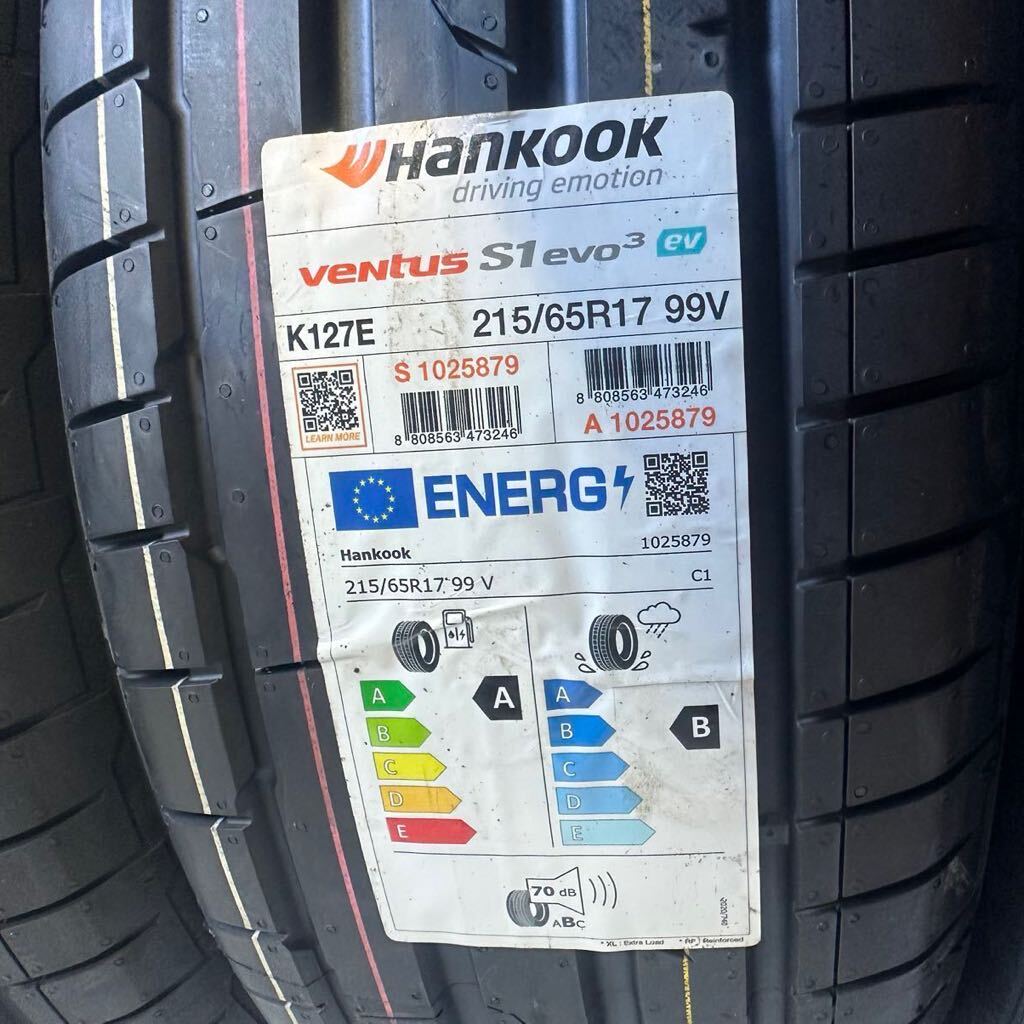 HanKOOK
driving emotion
ventus S1 evo3 ev
K127E 215/65R17 99V
LEARN MORE
S 1025879
8 808563 473246
8 808563 473246
A 1025879
ENERG
Hankook 1025879
215/65R17 99 V C1
A
B
C
D
E
A
A
B
C
D
E
B
70 dB
ABC
* XL : Extra Load * RF : Reinforced